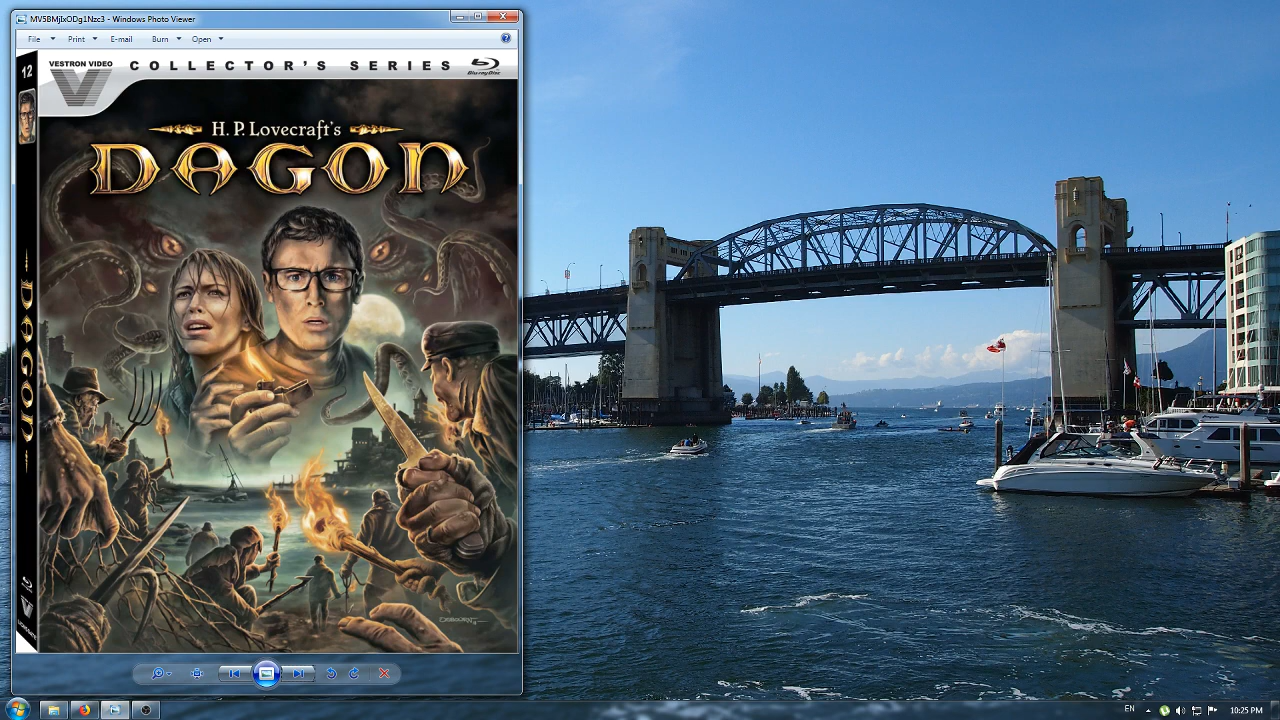 MV5BMjIxODg1Nzc3 - Windows Photo Viewer
File Print E-mail Burn Open
12
VESTRON VIDEO
COLLECTOR'S SERIES
Blu-ray Disc
H. P. Lovecraft's
DAGON
DAGON
LIONSGATE
EN
10:25 PM